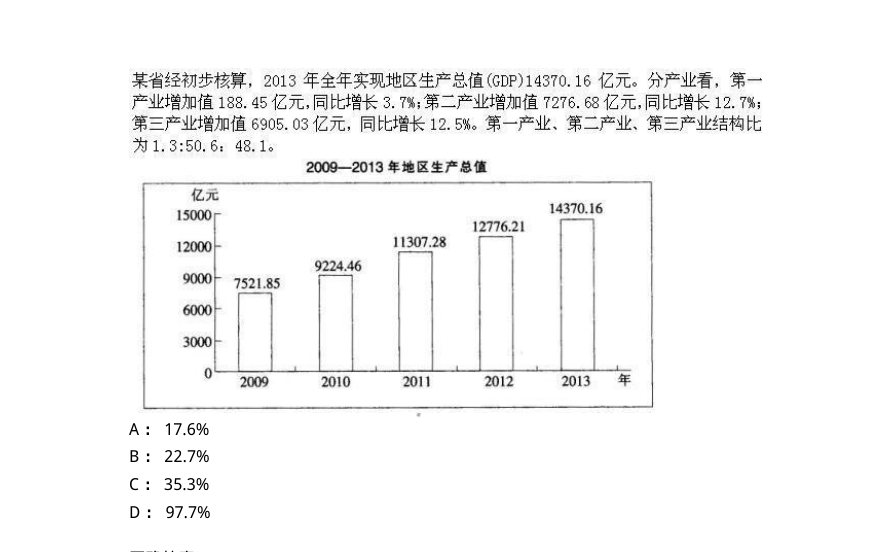 某省经初步核算，2013 年全年实现地区生产总值(GDP)14370.16 亿元。分产业看，第一
产业增加值 188.45 亿元,同比增长 3.7%;第二产业增加值 7276.68 亿元,同比增长 12.7%;
第三产业增加值 6905.03 亿元，同比增长 12.5%。第一产业、第二产业、第三产业结构比
为 1.3:50.6：48.1。
2009—2013 年地区生产总值
亿元
15000
12000
9000
6000
3000
0
7521.85
9224.46
11307.28
12776.21
14370.16
2009 2010 2011 2012 2013 年
A： 17.6%
B： 22.7%
C： 35.3%
D： 97.7%